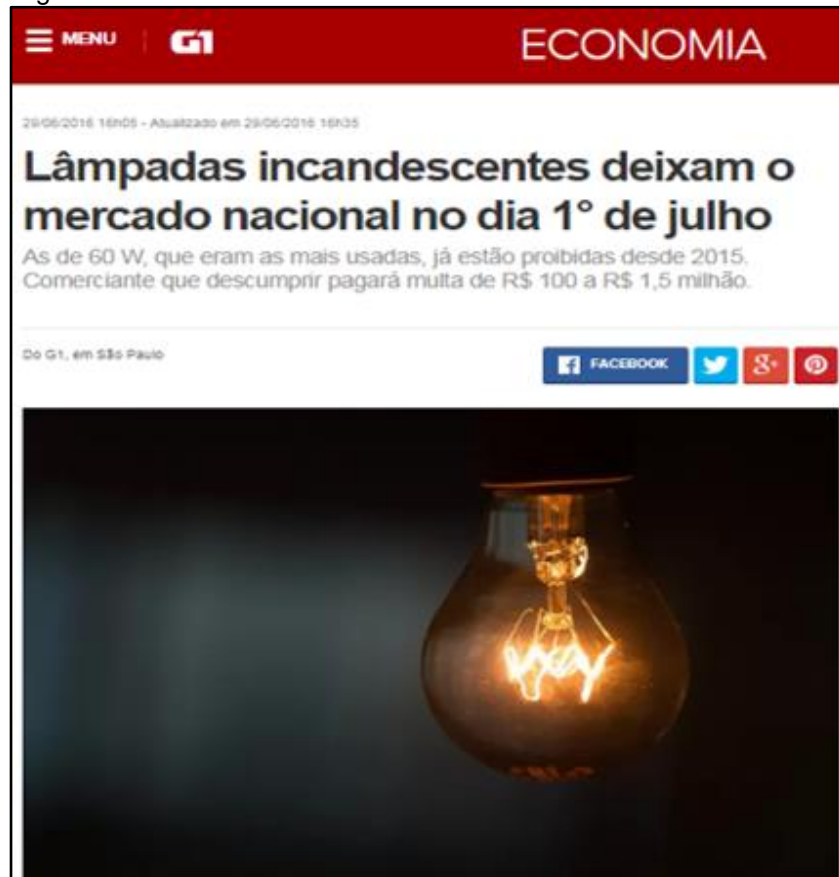 MENU G1 ECONOMIA
29/06/2016 16h05 - Atualizado em 29/06/2016 16h35
Lâmpadas incandescentes deixam o
mercado nacional no dia 1° de julho
As de 60 W, que eram as mais usadas, já estão proibidas desde 2015.
Comerciante que descumprir pagará multa de R$ 100 a R$ 1,5 milhão.
Do G1, em São Paulo
FACEBOOK